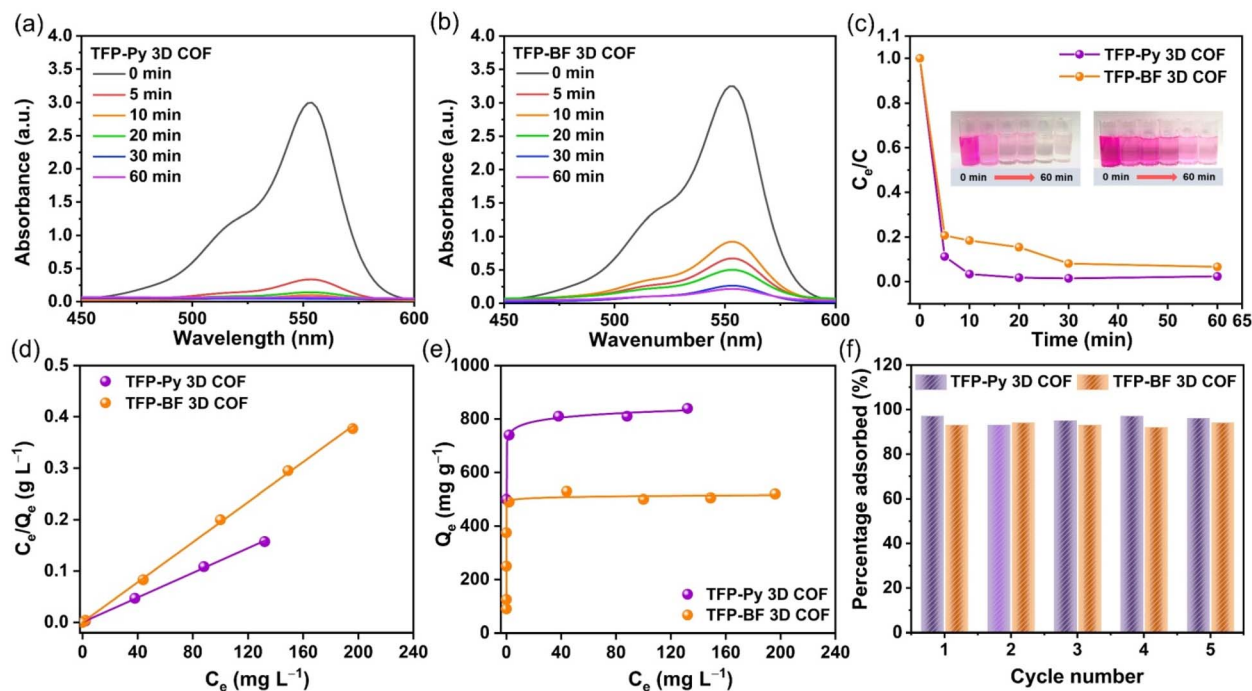 (a)
4.0
3.5
3.0
2.5
2.0
1.5
1.0
0.5
0.0
Absorbance (a.u.)
TFP-Py 3D COF
0 min
5 min
10 min
20 min
30 min
60 min
450
500
550
600
Wavelength (nm)
(b)
4.0
3.5
3.0
2.5
2.0
1.5
1.0
0.5
0.0
Absorbance (a.u.)
TFP-BF 3D COF
0 min
5 min
10 min
20 min
30 min
60 min
450
500
550
600
Wavenumber (nm)
(c)
1.1
1.0
0.8
0.6
0.4
0.2
0.0
Cₑ/C
TFP-Py 3D COF
TFP-BF 3D COF
0 min
60 min
0 min
60 min
0
10
20
30
40
50
60
65
Time (min)
(d)
0.5
0.4
0.3
0.2
0.1
0.0
Cₑ/Qₑ (g L⁻¹)
TFP-Py 3D COF
TFP-BF 3D COF
0
40
80
120
160
200
240
Cₑ (mg L⁻¹)
(e)
1000
800
600
400
200
0
Qₑ (mg g⁻¹)
TFP-Py 3D COF
TFP-BF 3D COF
0
40
80
120
160
200
240
Cₑ (mg L⁻¹)
(f)
120
100
80
60
40
20
0
Percentage adsorbed (%)
TFP-Py 3D COF
TFP-BF 3D COF
1
2
3
4
5
Cycle number